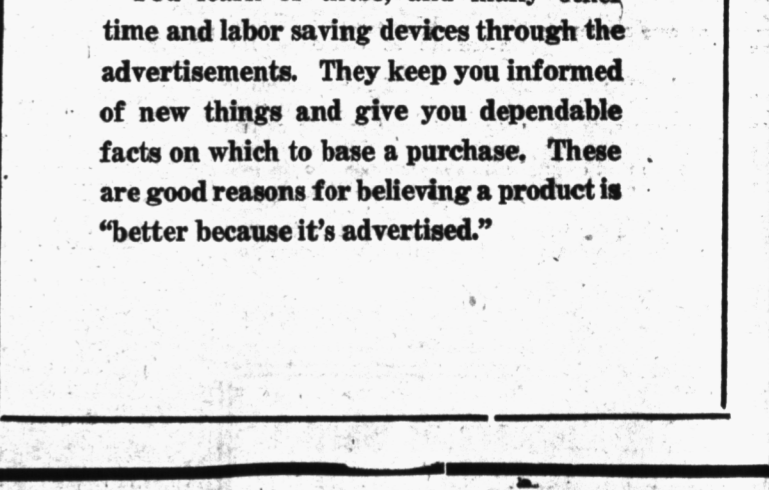 time and labor saving devices through the
advertisements. They keep you informed
of new things and give you dependable
facts on which to base a purchase. These
are good reasons for believing a product is
“better because it’s advertised.”